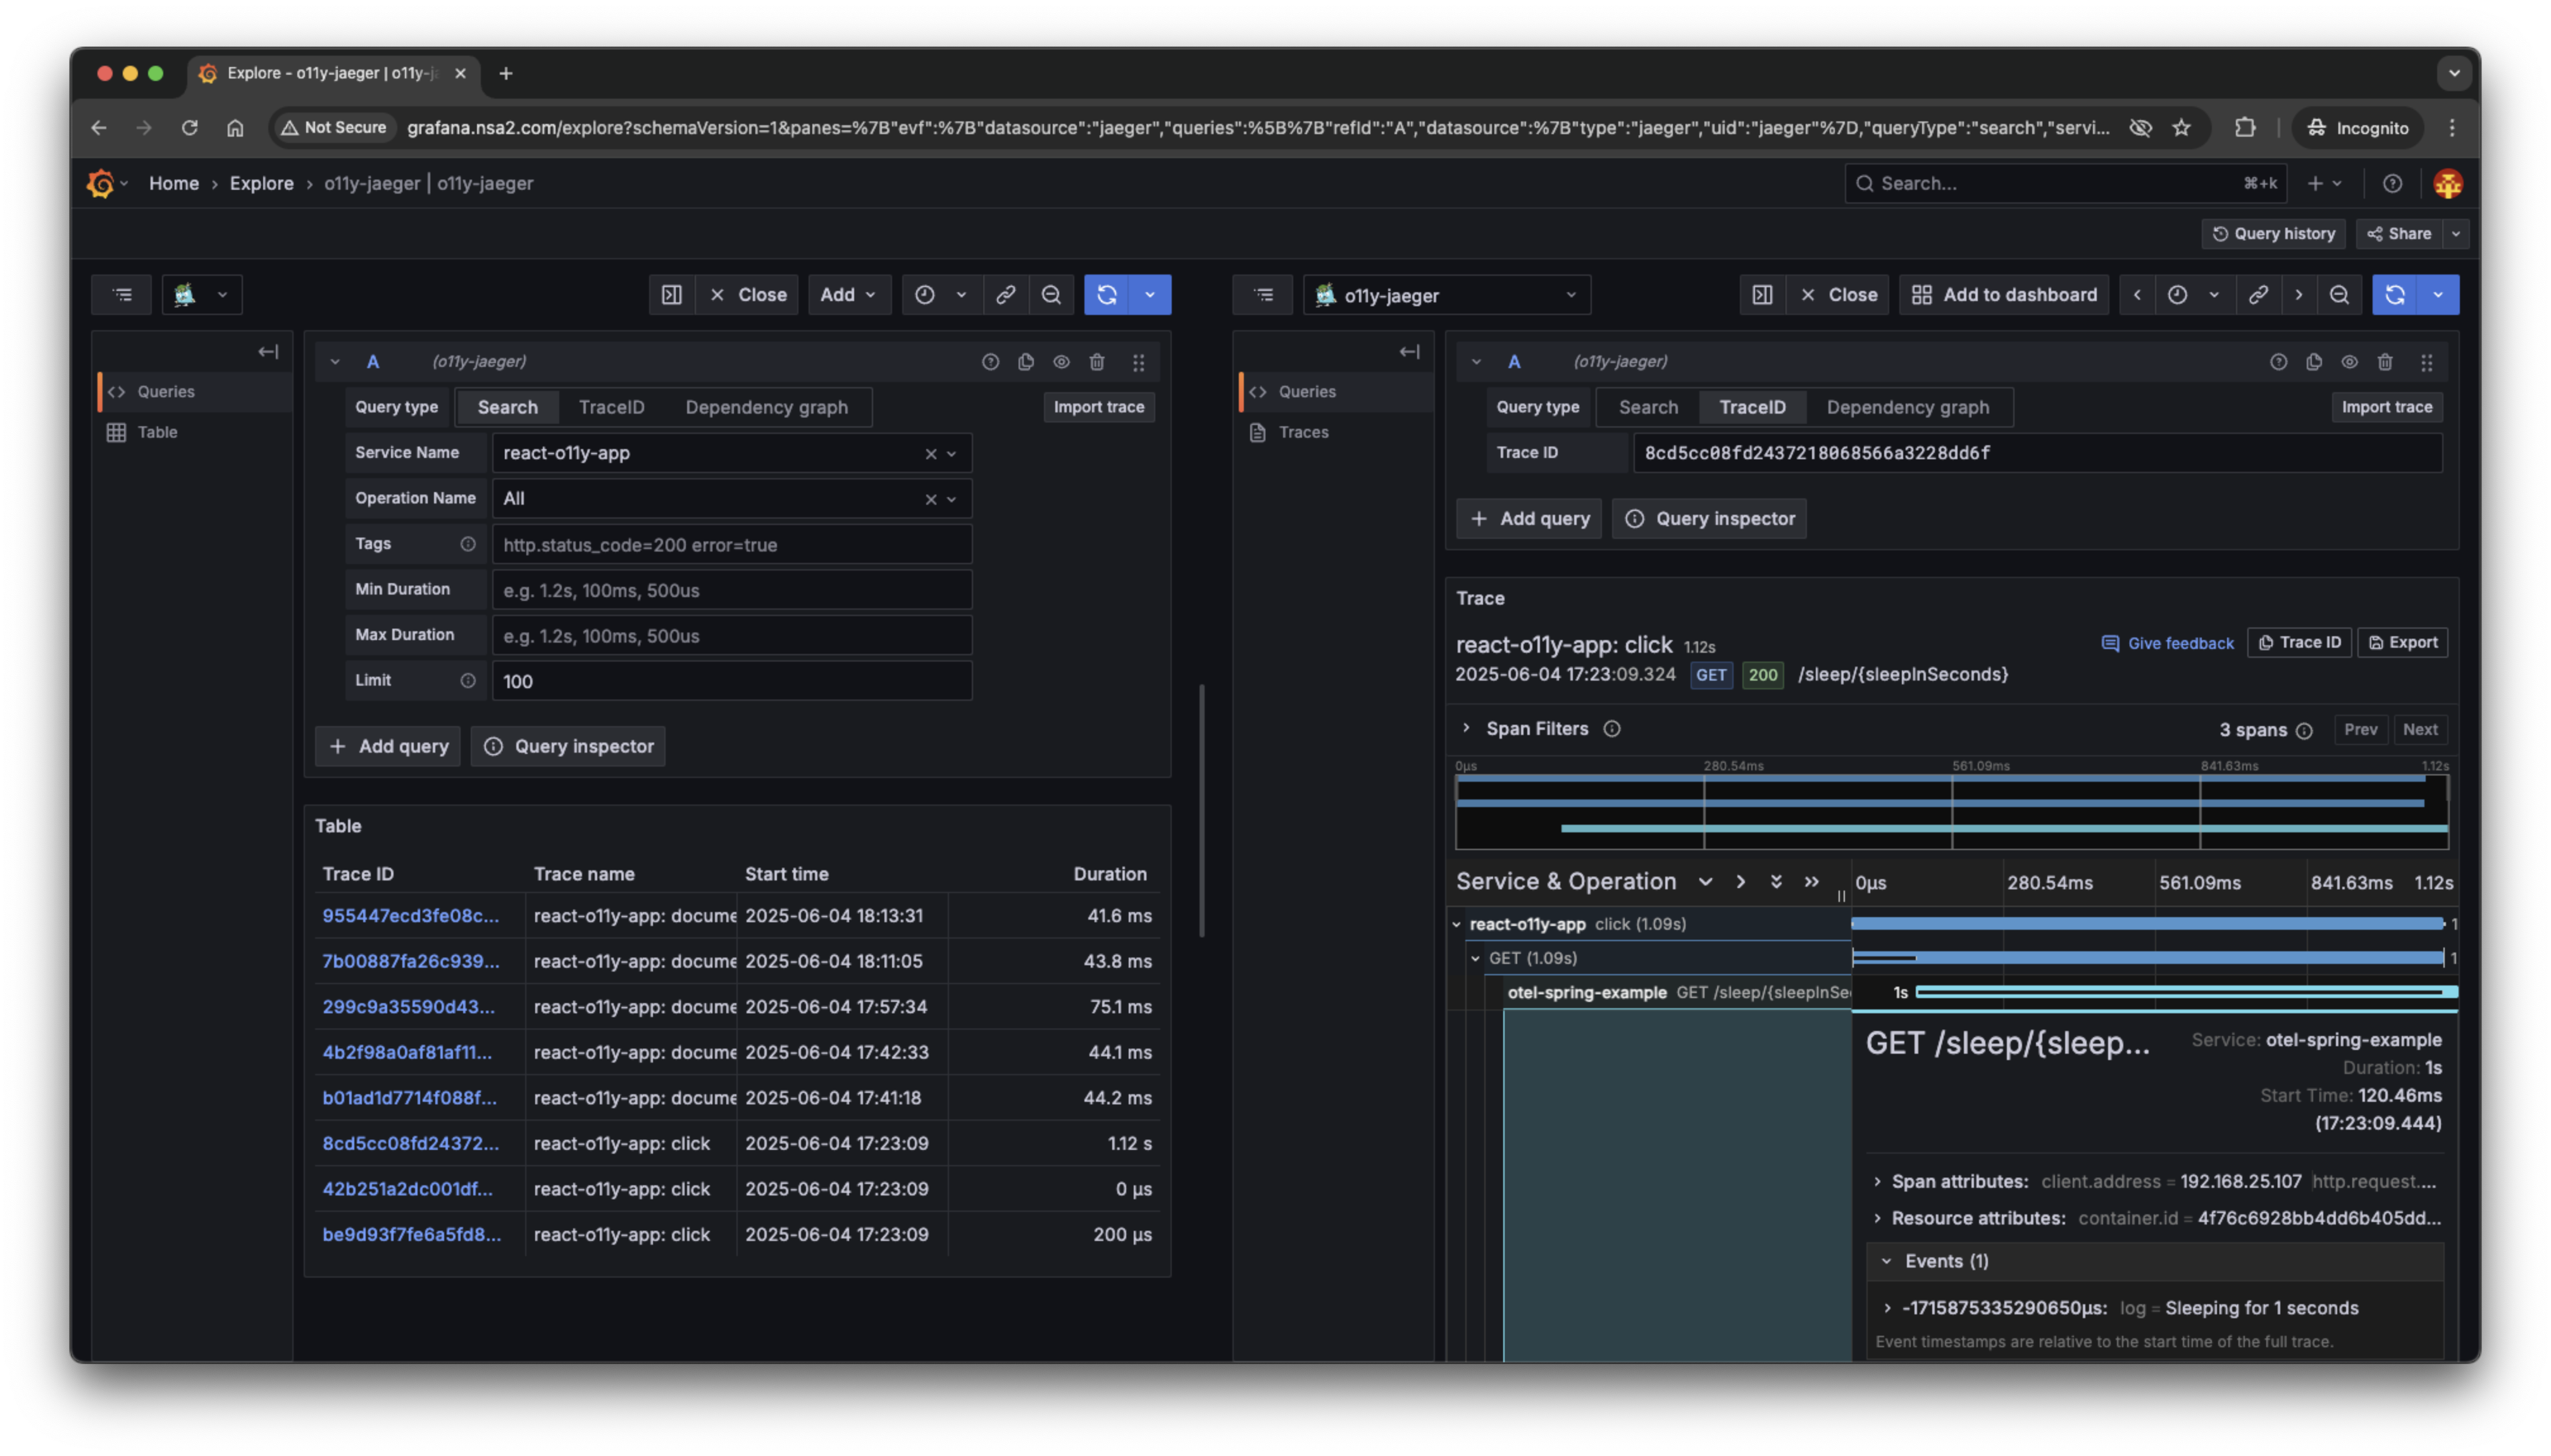 Explore - o11y-jaeger | o11y-j
Not Secure
grafana.nsa2.com/explore?schemaVersion=1&panes=%7B"evf":%7B"datasource":"jaeger","queries":%5B%7B"refId":"A","datasource":%7B"type":"jaeger","uid":"jaeger"%7D,"queryType":"search","servi...
Incognito
Home › Explore › o11y-jaeger | o11y-jaeger
Search... ⌘+k
Query history
Share
Close
Add
Queries
Table
A (o11y-jaeger)
Query type Search TraceID Dependency graph Import trace
Service Name react-o11y-app
Operation Name All
Tags http.status_code=200 error=true
Min Duration e.g. 1.2s, 100ms, 500us
Max Duration e.g. 1.2s, 100ms, 500us
Limit 100
+ Add query Query inspector
Table
Trace ID Trace name Start time Duration
955447ecd3fe08c... react-o11y-app: docume 2025-06-04 18:13:31 41.6 ms
7b00887fa26c939... react-o11y-app: docume 2025-06-04 18:11:05 43.8 ms
299c9a35590d43... react-o11y-app: docume 2025-06-04 17:57:34 75.1 ms
4b2f98a0af81af11... react-o11y-app: docume 2025-06-04 17:42:33 44.1 ms
b01ad1d7714f088f... react-o11y-app: docume 2025-06-04 17:41:18 44.2 ms
8cd5cc08fd24372... react-o11y-app: click 2025-06-04 17:23:09 1.12 s
42b251a2dc001df... react-o11y-app: click 2025-06-04 17:23:09 0 µs
be9d93f7fe6a5fd8... react-o11y-app: click 2025-06-04 17:23:09 200 µs
o11y-jaeger
Close
Add to dashboard
Queries
Traces
A (o11y-jaeger)
Query type Search TraceID Dependency graph Import trace
Trace ID 8cd5cc08fd2437218068566a3228dd6f
+ Add query Query inspector
Trace
react-o11y-app: click 1.12s
Give feedback Trace ID Export
2025-06-04 17:23:09.324 GET 200 /sleep/{sleepInSeconds}
Span Filters 3 spans Prev Next
0µs 280.54ms 561.09ms 841.63ms 1.12s
Service & Operation 0µs 280.54ms 561.09ms 841.63ms 1.12s
react-o11y-app click (1.09s) 1
GET (1.09s) 1
otel-spring-example GET /sleep/{sleepInSe 1s
GET /sleep/{sleep...
Service: otel-spring-example
Duration: 1s
Start Time: 120.46ms
(17:23:09.444)
Span attributes: client.address = 192.168.25.107 http.request....
Resource attributes: container.id = 4f76c6928bb4dd6b405dd...
Events (1)
-1715875335290650µs: log = Sleeping for 1 seconds
Event timestamps are relative to the start time of the full trace.